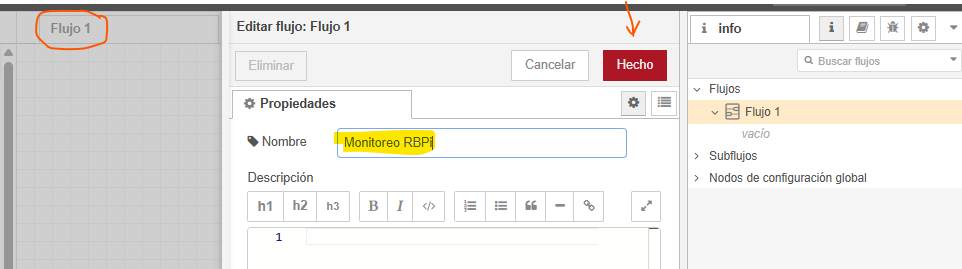 Flujo 1
Editar flujo: Flujo 1
Eliminar
Cancelar
Hecho
Propiedades
Nombre
Monitoreo RBPI
Descripción
h1 h2 h3 B I </>
1
i info
i
Buscar flujos
Flujos
Flujo 1
vacío
Subflujos
Nodos de configuración global